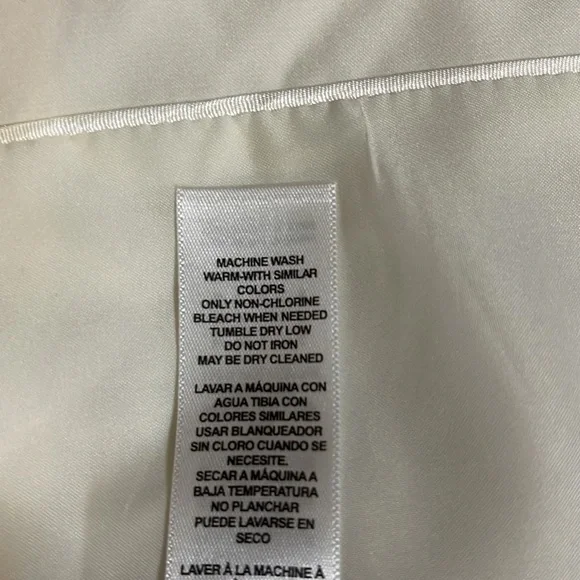 MACHINE WASH
WARM-WITH SIMILAR
COLORS
ONLY NON-CHLORINE
BLEACH WHEN NEEDED
TUMBLE DRY LOW
DO NOT IRON
MAY BE DRY CLEANED
LAVAR A MÁQUINA CON
AGUA TIBIA CON
COLORES SIMILARES
USAR BLANQUEADOR
SIN CLORO CUANDO SE
NECESITE.
SECAR A MÁQUINA A
BAJA TEMPERATURA
NO PLANCHAR
PUEDE LAVARSE EN
SECO
LAVER À LA MACHINE À